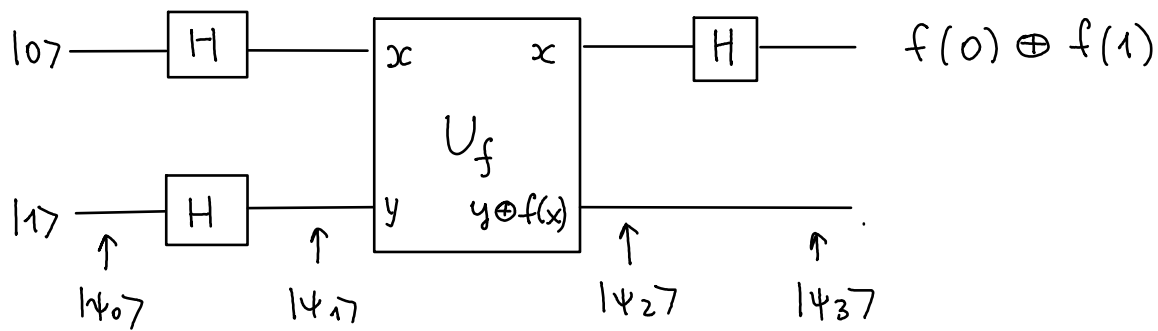 |0⟩ H x x H f(0) ⊕ f(1)
U_f
|1⟩ H y y⊕f(x)
|ψ₀⟩ |ψ₁⟩ |ψ₂⟩ |ψ₃⟩